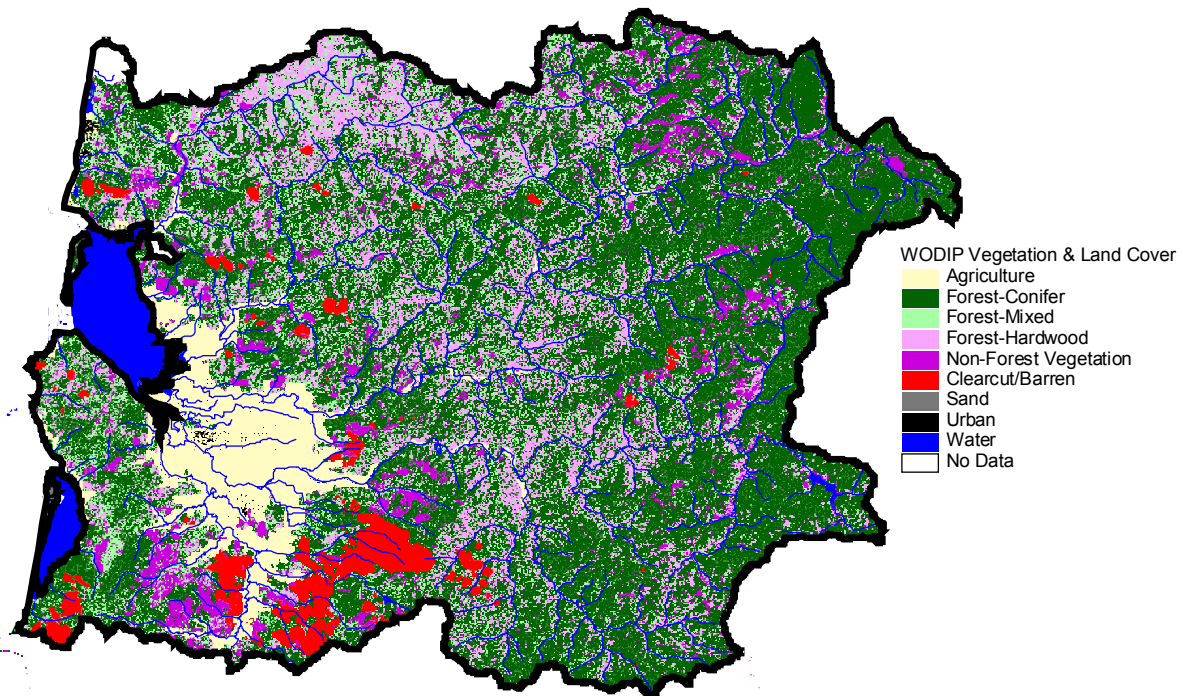 WODIP Vegetation & Land Cover
Agriculture
Forest-Conifer
Forest-Mixed
Forest-Hardwood
Non-Forest Vegetation
Clearcut/Barren
Sand
Urban
Water
No Data